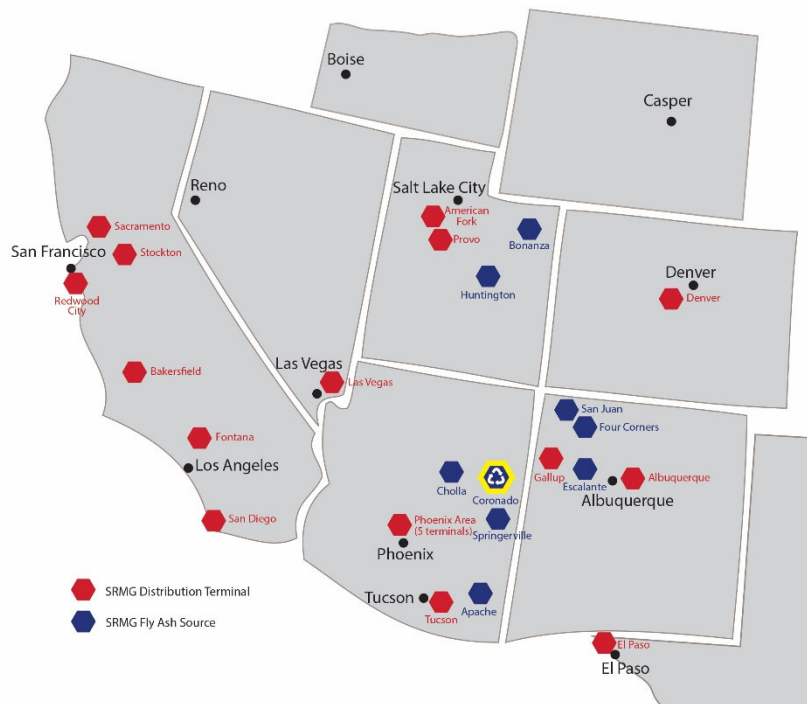 Boise
Casper
Reno
Salt Lake City
American
Fork
Provo
Bonanza
Huntington
Sacramento
Stockton
San Francisco
Redwood
City
Denver
Denver
Bakersfield
Las Vegas
Las Vegas
Fontana
Los Angeles
San Diego
San Juan
Four Corners
Gallup
Escalante
Albuquerque
Albuquerque
Cholla
Coronado
Springerville
Phoenix Area
(5 terminals)
Phoenix
Tucson
Tucson
Apache
El Paso
El Paso
SRMG Distribution Terminal
SRMG Fly Ash Source